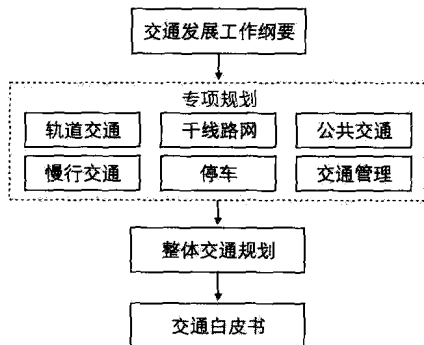 交通发展工作纲要
专项规划
轨道交通 干线路网 公共交通
慢行交通 停车 交通管理
整体交通规划
交通白皮书